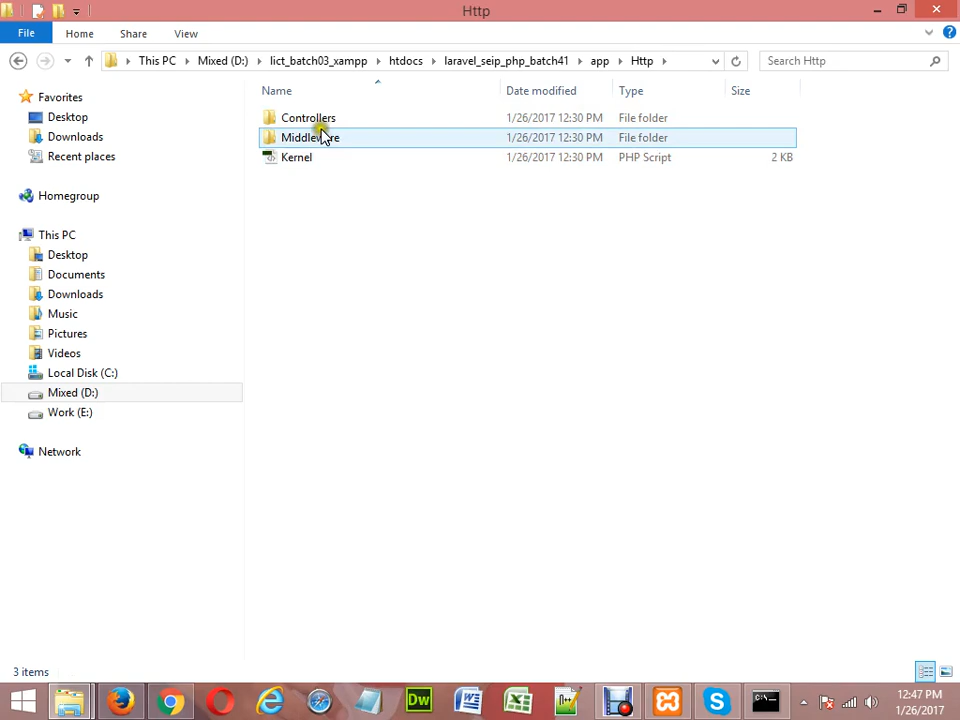 Http
File
Home
Share
View
This PC
Mixed (D:)
lict_batch03_xampp
htdocs
laravel_seip_php_batch41
app
Http
Search Http
Name
Date modified
Type
Size
Controllers
1/26/2017 12:30 PM
File folder
Middleware
1/26/2017 12:30 PM
File folder
Kernel
1/26/2017 12:30 PM
PHP Script
2 KB
Favorites
Desktop
Downloads
Recent places
Homegroup
This PC
Desktop
Documents
Downloads
Music
Pictures
Videos
Local Disk (C:)
Mixed (D:)
Work (E:)
Network
3 items
Dw
12:47 PM
1/26/2017